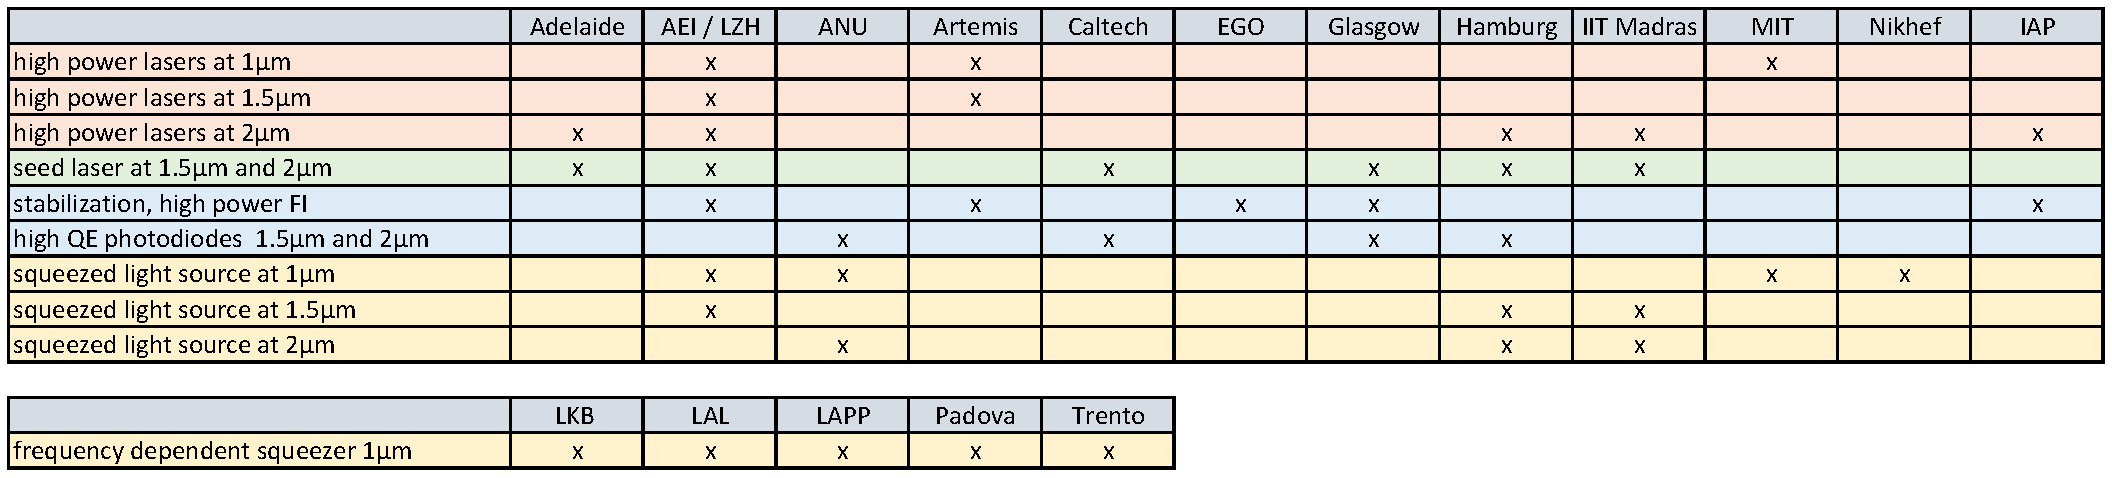 Adelaide AEI / LZH ANU Artemis Caltech EGO Glasgow Hamburg IIT Madras MIT Nikhef IAP
high power lasers at 1µm x x x
high power lasers at 1.5µm x x
high power lasers at 2µm x x x x x
seed laser at 1.5µm and 2µm x x x x x x
stabilization, high power FI x x x x x
high QE photodiodes 1.5µm and 2µm x x x x
squeezed light source at 1µm x x x x
squeezed light source at 1.5µm x x x
squeezed light source at 2µm x x x
LKB LAL LAPP Padova Trento
frequency dependent squeezer 1µm x x x x x